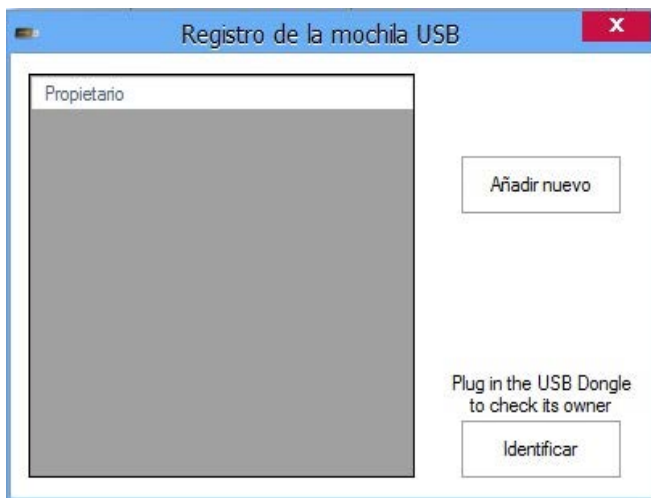 Registro de la mochila USB
X
Propietario
Añadir nuevo
Plug in the USB Dongle
to check its owner
Identificar